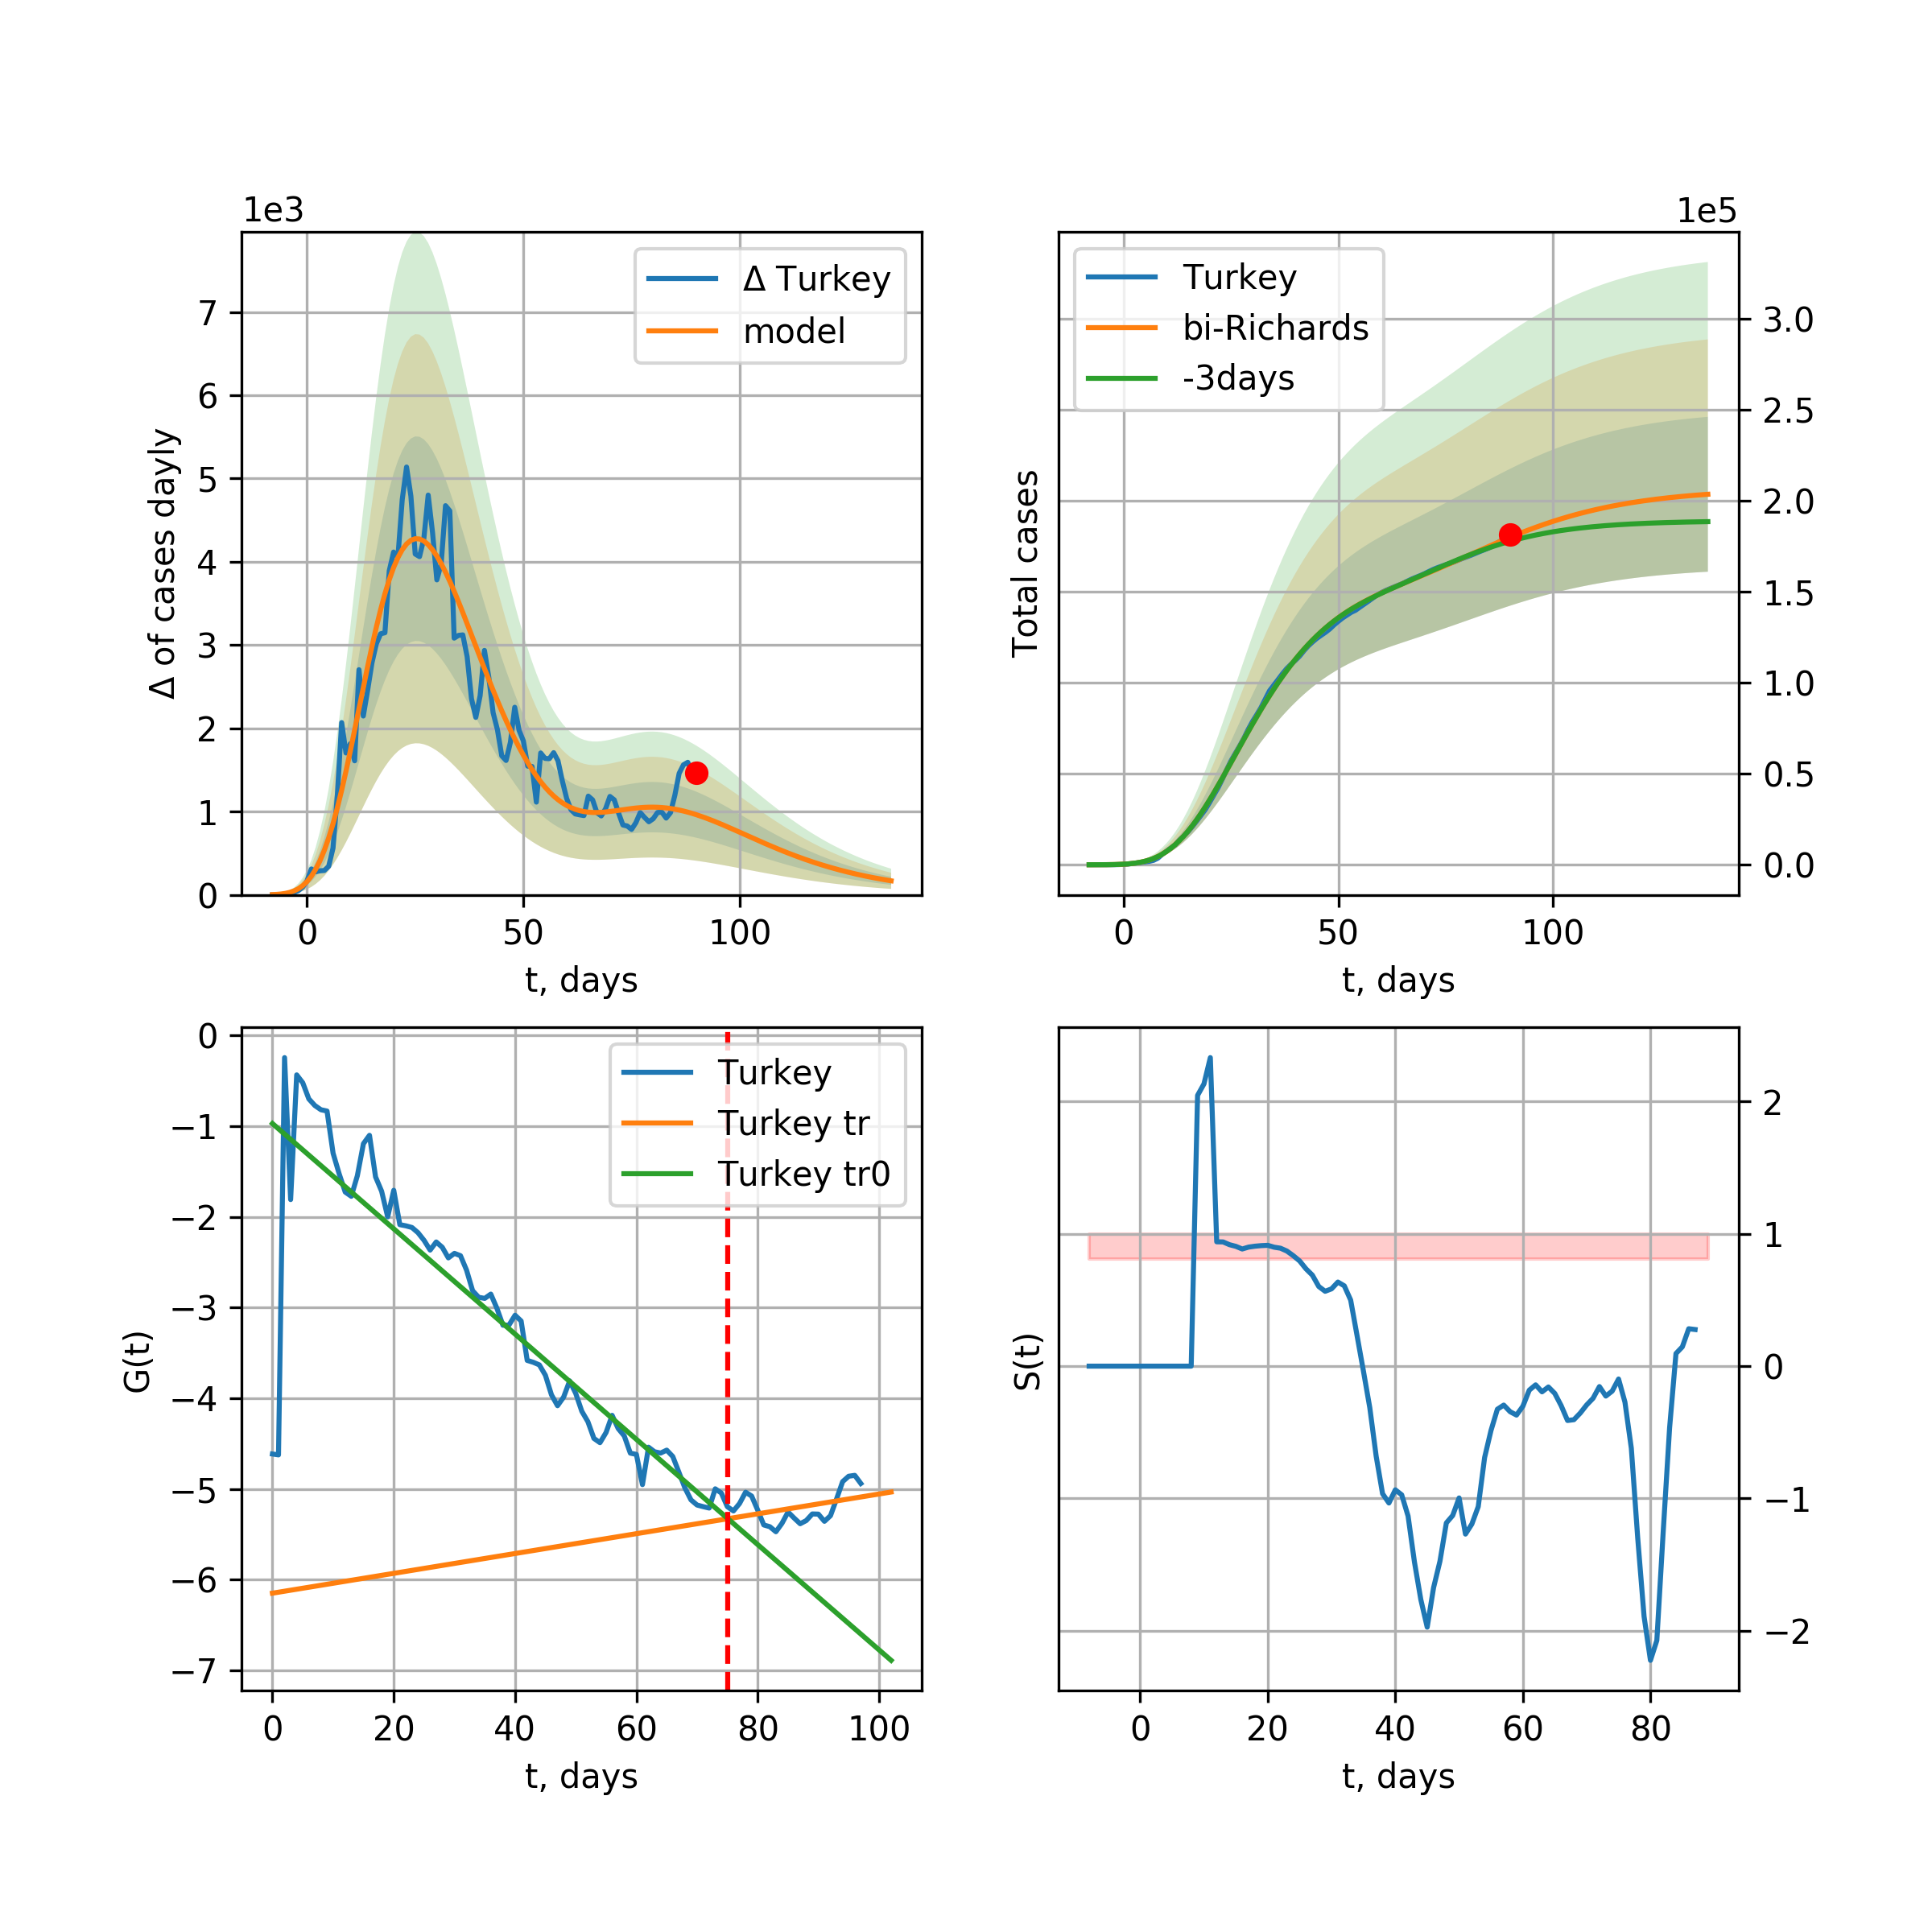 1e3
Δ of cases dayly
7
6
5
4
3
2
1
0
0 50 100
t, days
Δ Turkey
model
1e5
Total cases
3.0
2.5
2.0
1.5
1.0
0.5
0.0
0 50 100
t, days
Turkey
bi-Richards
-3days
G(t)
0
−1
−2
−3
−4
−5
−6
−7
0 20 40 60 80 100
t, days
Turkey
Turkey tr
Turkey tr0
S(t)
2
1
0
−1
−2
0 20 40 60 80
t, days